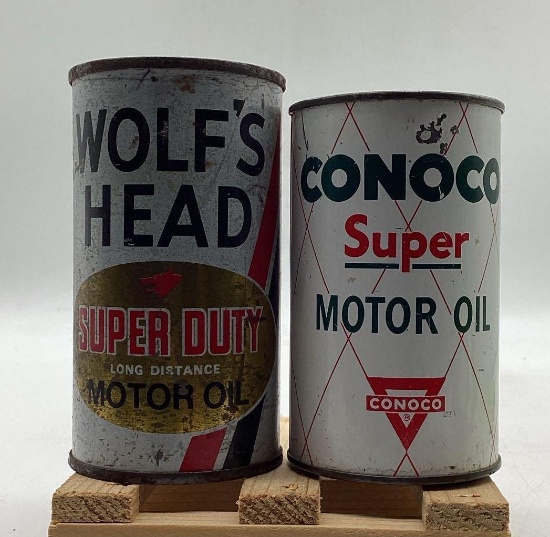 WOLF'S
HEAD
SUPER DUTY
LONG DISTANCE
MOTOR OIL
CONOCO
Super
MOTOR OIL
CONOCO
®